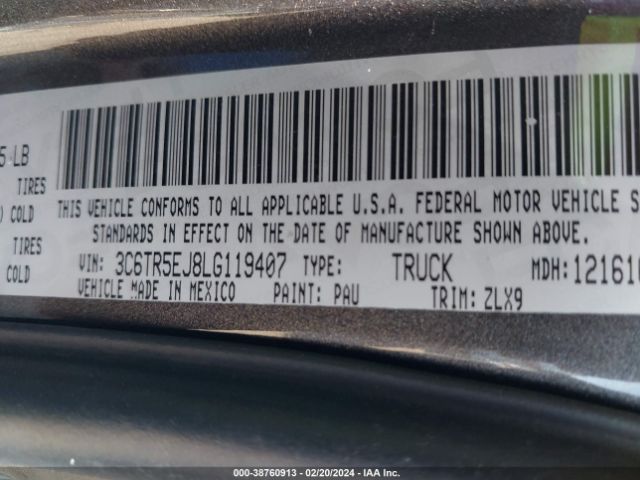 5 LB
TIRES
COLD
TIRES
COLD
THIS VEHICLE CONFORMS TO ALL APPLICABLE U.S.A. FEDERAL MOTOR VEHICLE S
STANDARDS IN EFFECT ON THE DATE OF MANUFACTURE SHOWN ABOVE.
VIN: 3C6TR5EJ8LG119407 TYPE: TRUCK MDH:121610
VEHICLE MADE IN MEXICO PAINT: PAU TRIM: ZLX9
000-38760913 - 02/20/2024 - IAA Inc.